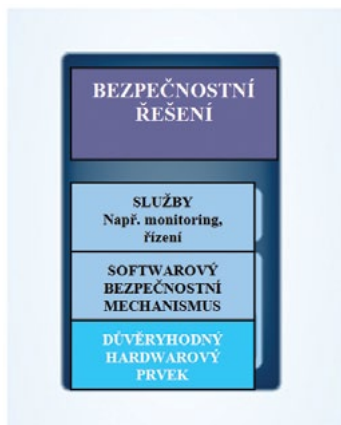 BEZPEČNOSTNÍ
ŘEŠENÍ
SLUŽBY
Např. monitoring,
řízení
SOFTWAROVÝ
BEZPEČNOSTNÍ
MECHANISMUS
DŮVĚRYHODNÝ
HARDWAROVÝ
PRVEK